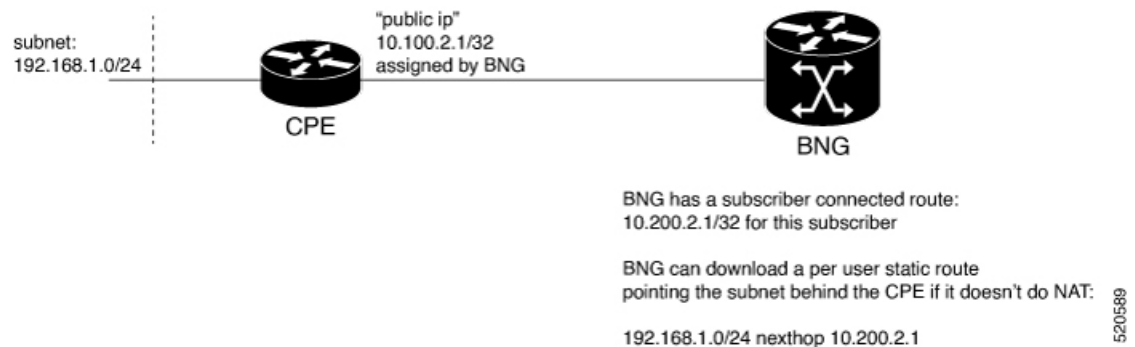 subnet:
192.168.1.0/24
"public ip"
10.100.2.1/32
assigned by BNG
CPE
BNG
BNG has a subscriber connected route:
10.200.2.1/32 for this subscriber
BNG can download a per user static route
pointing the subnet behind the CPE if it doesn't do NAT:
192.168.1.0/24 nexthop 10.200.2.1
520589